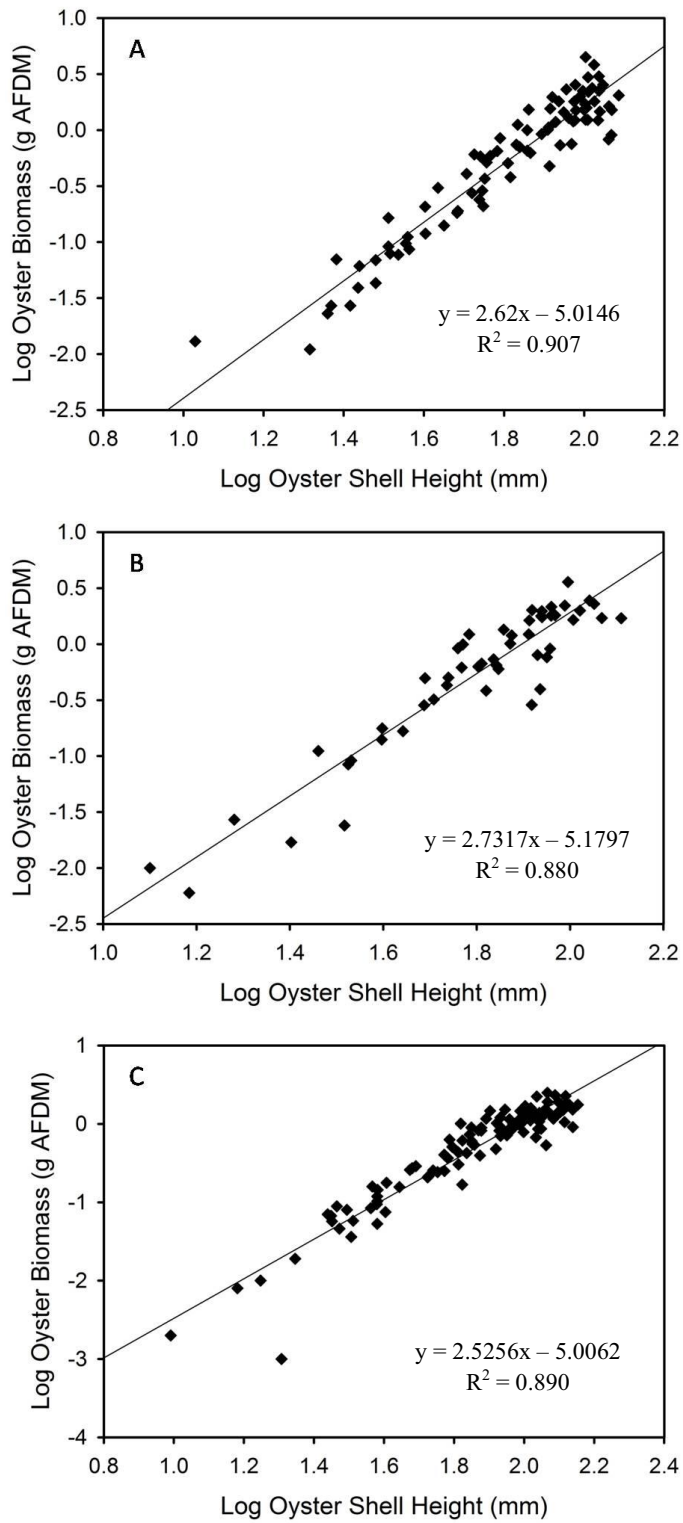 A
Log Oyster Biomass (g AFDM)
1.0
0.5
0.0
-0.5
-1.0
-1.5
-2.0
-2.5
y = 2.62x – 5.0146
R² = 0.907
0.8 1.0 1.2 1.4 1.6 1.8 2.0 2.2
Log Oyster Shell Height (mm)
B
Log Oyster Biomass (g AFDM)
1.0
0.5
0.0
-0.5
-1.0
-1.5
-2.0
-2.5
y = 2.7317x – 5.1797
R² = 0.880
1.0 1.2 1.4 1.6 1.8 2.0 2.2
Log Oyster Shell Height (mm)
C
Log Oyster Biomass (g AFDM)
1
0
-1
-2
-3
-4
y = 2.5256x – 5.0062
R² = 0.890
0.8 1.0 1.2 1.4 1.6 1.8 2.0 2.2 2.4
Log Oyster Shell Height (mm)